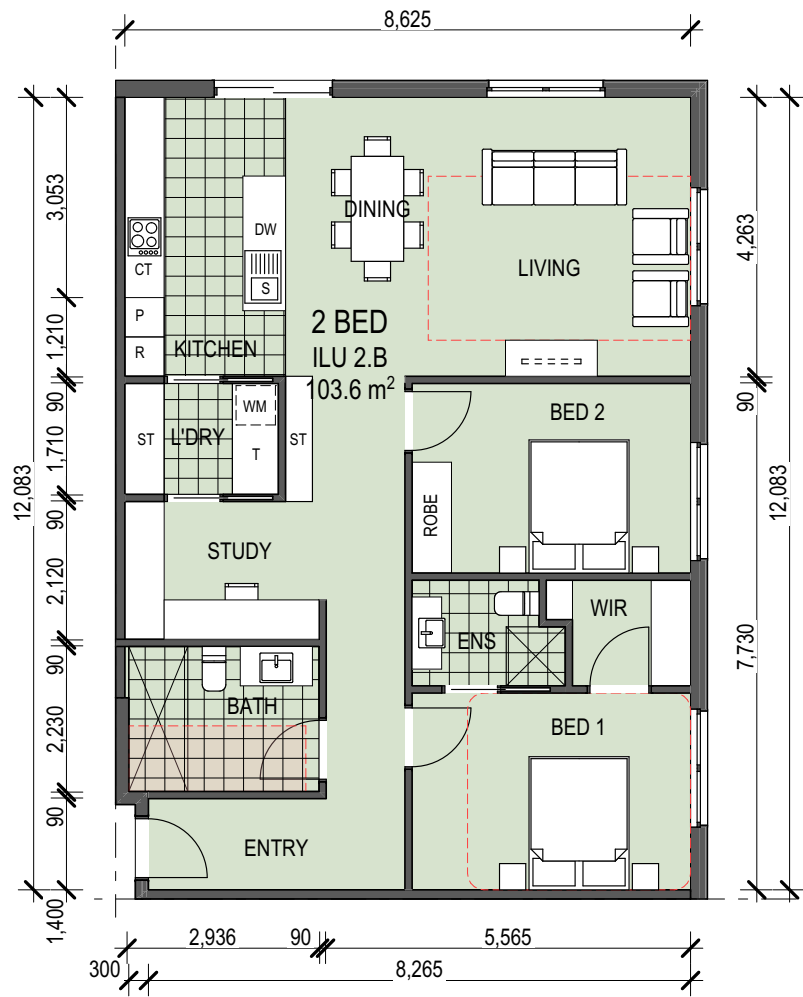 8,625
DINING
DW
CT
S
LIVING
P
R
KITCHEN
2 BED
ILU 2.B
103.6 m²
ST
L'DRY
WM
T
ST
BED 2
ROBE
STUDY
ENS
WIR
BATH
BED 1
ENTRY
12,083
3,053
1,210
90
1,710
90
2,120
90
2,230
90
1,400
4,263
90
7,730
12,083
2,936
90
5,565
300
8,265